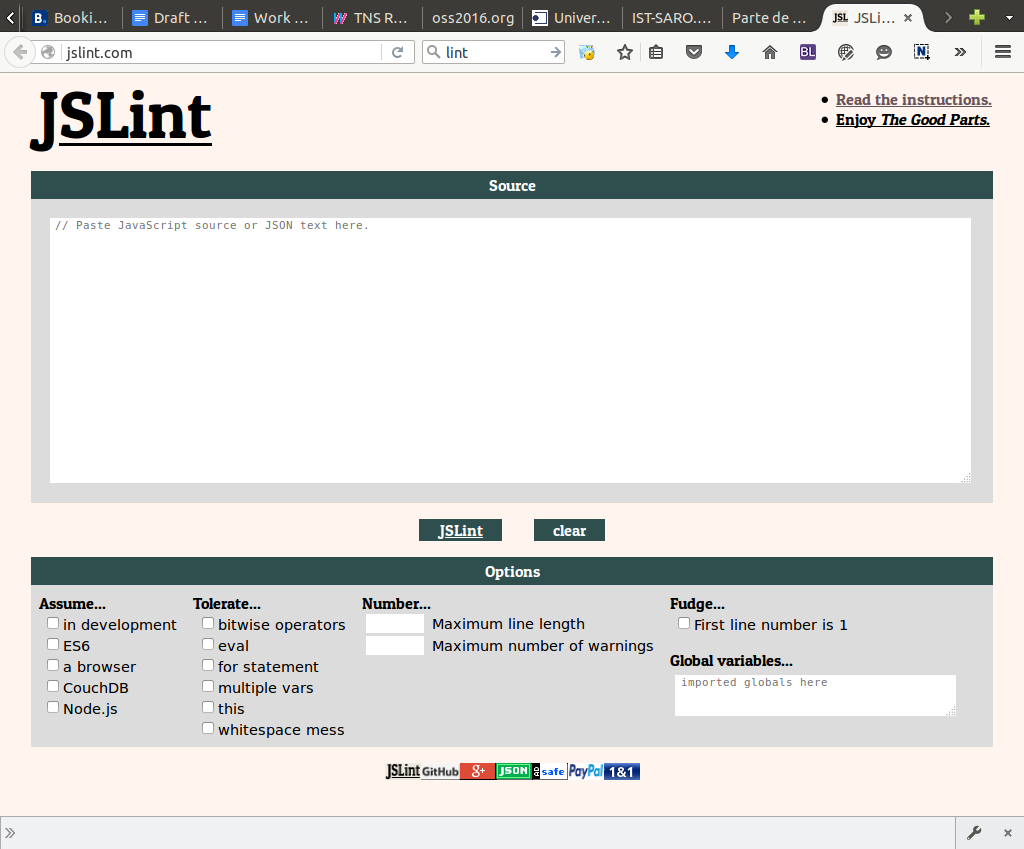 Booki... Draft ... Work ... TNS R... oss2016.org Univer... IST-SARO.... Parte de ... JSL JSLi...
jslint.com lint BL N
JSLint
Read the instructions.
Enjoy The Good Parts.
Source
// Paste JavaScript source or JSON text here.
JSLint clear
Options
Assume...
in development
ES6
a browser
CouchDB
Node.js
Tolerate...
bitwise operators
eval
for statement
multiple vars
this
whitespace mess
Number...
Maximum line length
Maximum number of warnings
Fudge...
First line number is 1
Global variables...
imported globals here
JSLint GitHub g+ JSON ad safe PayPal 1&1